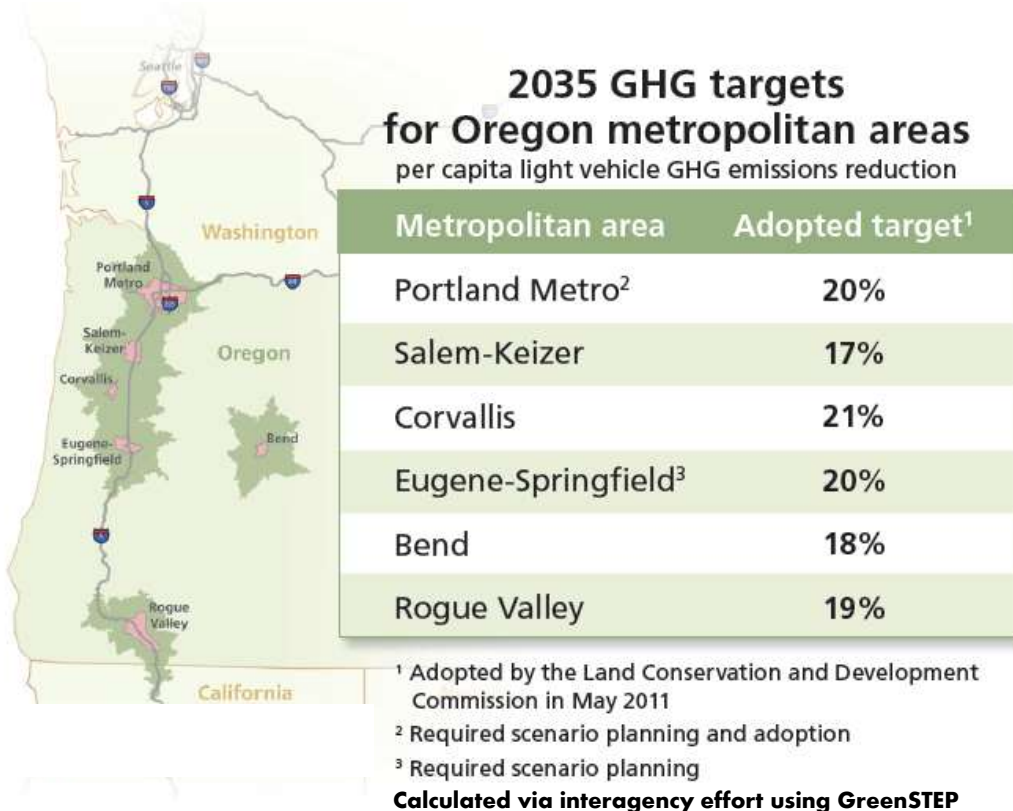 2035 GHG targets
for Oregon metropolitan areas
per capita light vehicle GHG emissions reduction
Metropolitan area Adopted target¹
Portland Metro² 20%
Salem-Keizer 17%
Corvallis 21%
Eugene-Springfield³ 20%
Bend 18%
Rogue Valley 19%
¹ Adopted by the Land Conservation and Development
Commission in May 2011
² Required scenario planning and adoption
³ Required scenario planning
Calculated via interagency effort using GreenSTEP
Seattle
Washington
Portland
Metro
Salem-
Keizer
Oregon
Corvallis
Eugene-
Springfield
Bend
Rogue
Valley
California